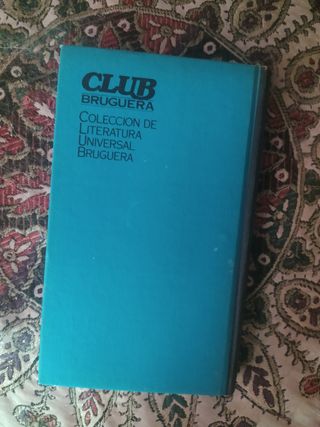 CLUB
BRUGUERA
COLECCION DE
LITERATURA
UNIVERSAL
BRUGUERA